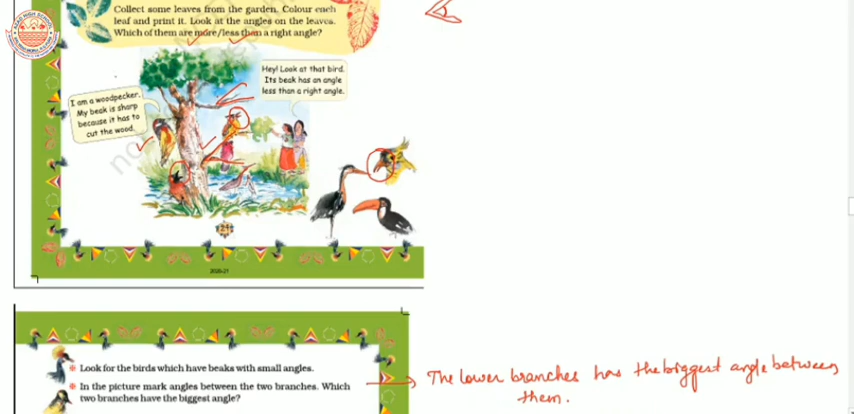 Collect some leaves from the garden. Colour each
leaf and print it. Look at the angles on the leaves.
Which of them are more/less then a right angle?
Hey! Look at that bird.
Its beak has an angle
less than a right angle.
I am a woodpecker.
My beak is sharp
because it has to
cut the wood.
24
2020-21
Look for the birds which have beaks with small angles.
In the picture mark angles between the two branches. Which
two branches have the biggest angle?
The lower branches has the biggest angle between
them.